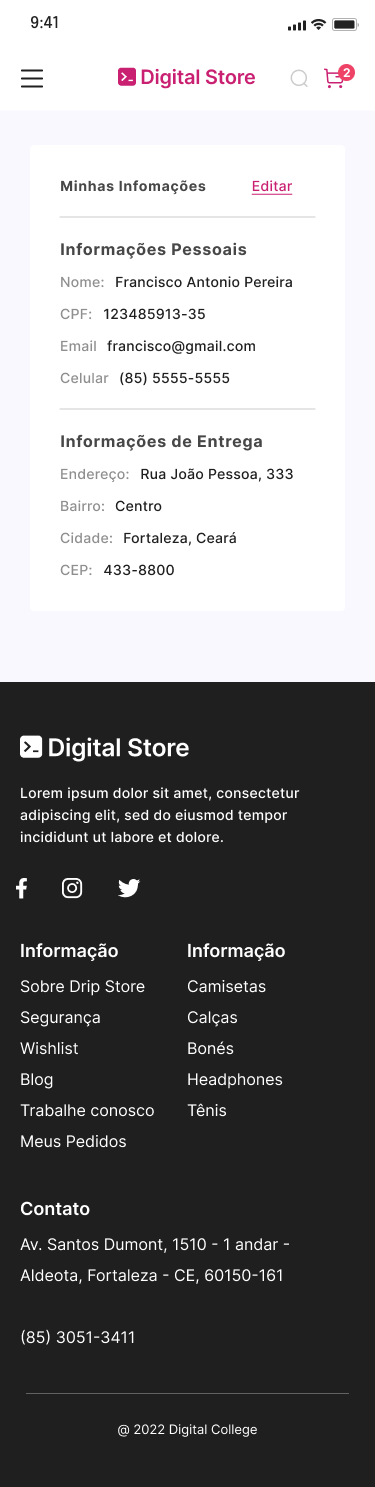 9:41
Digital Store
2
Minhas Infomações Editar
Informações Pessoais
Nome: Francisco Antonio Pereira
CPF: 123485913-35
Email francisco@gmail.com
Celular (85) 5555-5555
Informações de Entrega
Endereço: Rua João Pessoa, 333
Bairro: Centro
Cidade: Fortaleza, Ceará
CEP: 433-8800
Digital Store
Lorem ipsum dolor sit amet, consectetur
adipiscing elit, sed do eiusmod tempor
incididunt ut labore et dolore.
Informação
Sobre Drip Store
Segurança
Wishlist
Blog
Trabalhe conosco
Meus Pedidos
Informação
Camisetas
Calças
Bonés
Headphones
Tênis
Contato
Av. Santos Dumont, 1510 - 1 andar -
Aldeota, Fortaleza - CE, 60150-161
(85) 3051-3411
@ 2022 Digital College